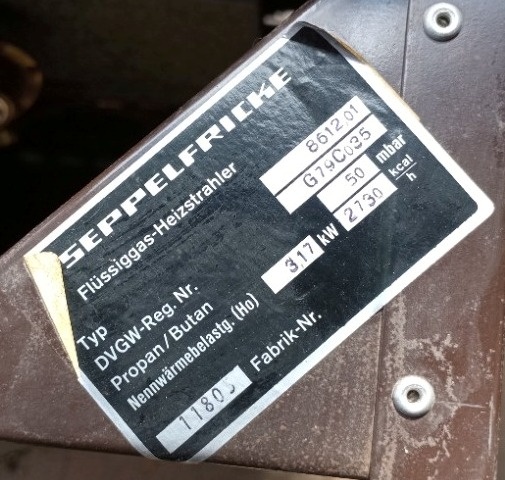 SEPPELFRICKE
Flüssiggas-Heizstrahler
Typ 8612.01
DVGW-Reg. Nr. G79C035
Propan/Butan 50 mbar
Nennwärmebelastg. (Ho) 3,17 kW 2730 kcal h
Fabrik-Nr.